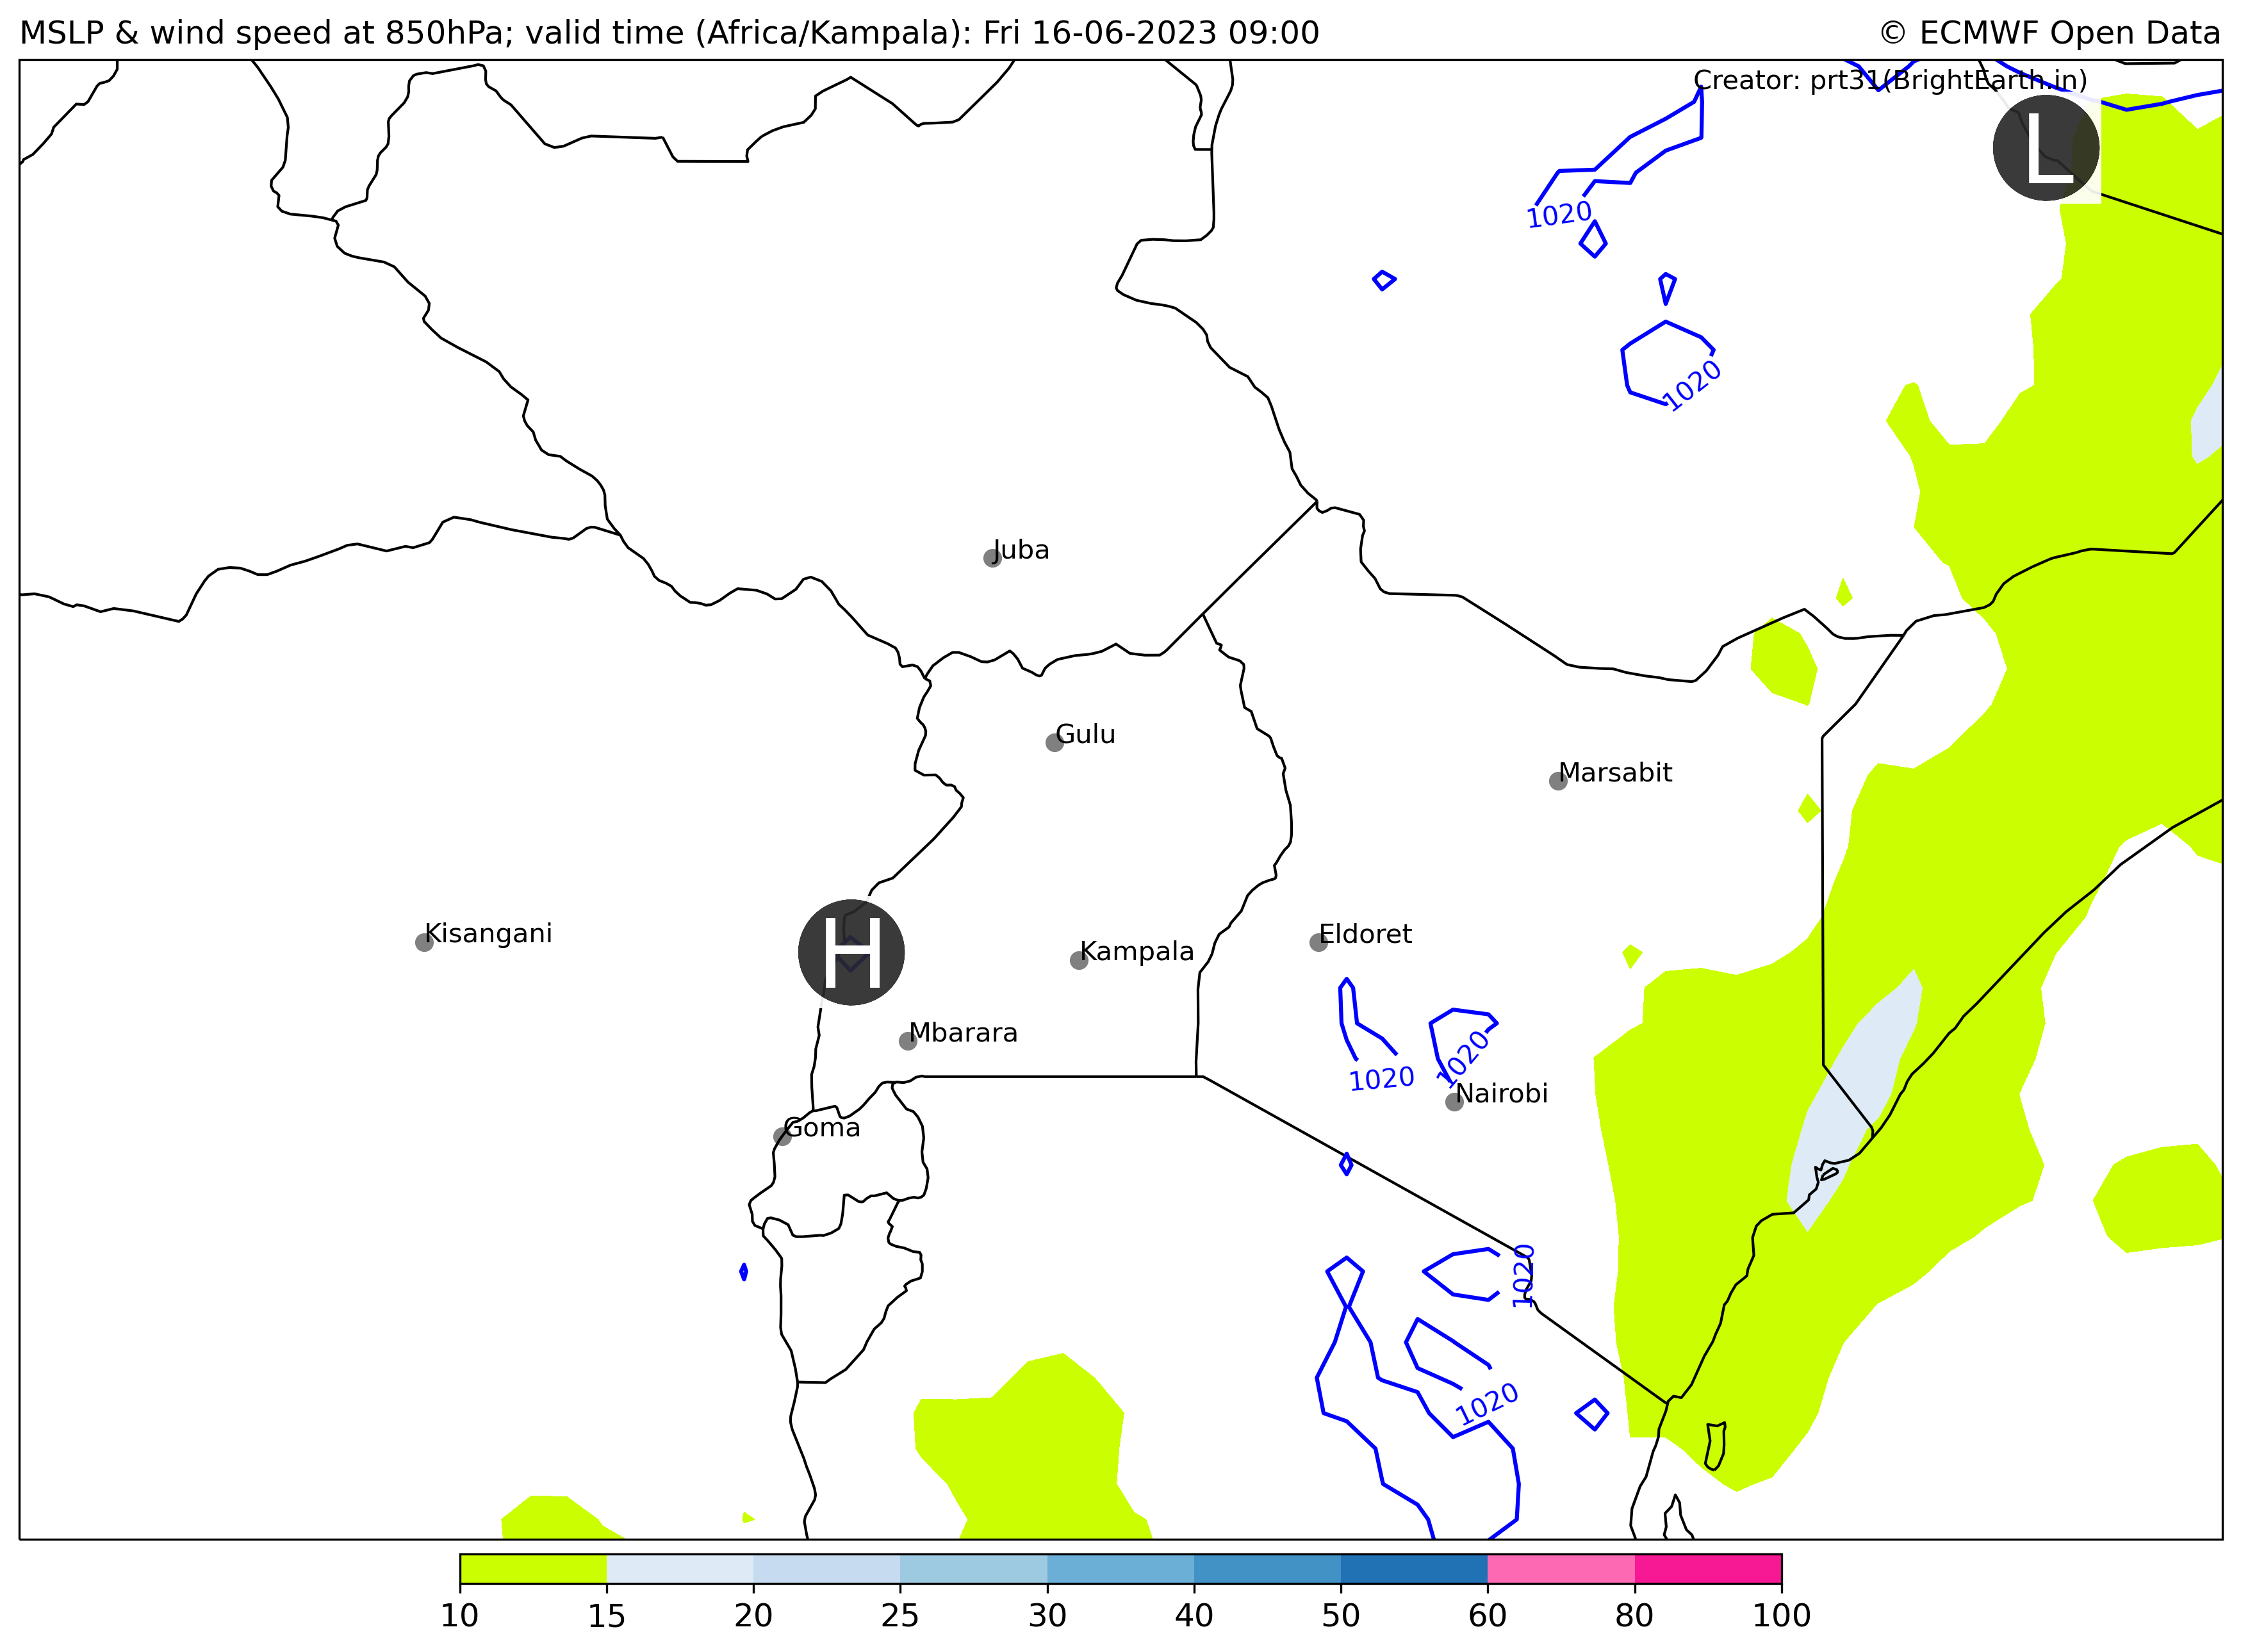 MSLP & wind speed at 850hPa; valid time (Africa/Kampala): Fri 16-06-2023 09:00
© ECMWF Open Data
Creator: prt31(BrightEarth.in)
L
1020
1020
Juba
Gulu
Marsabit
Kisangani
H
Kampala
Eldoret
Mbarara
1020
1020
Nairobi
Goma
1020
1020
10 15 20 25 30 40 50 60 80 100